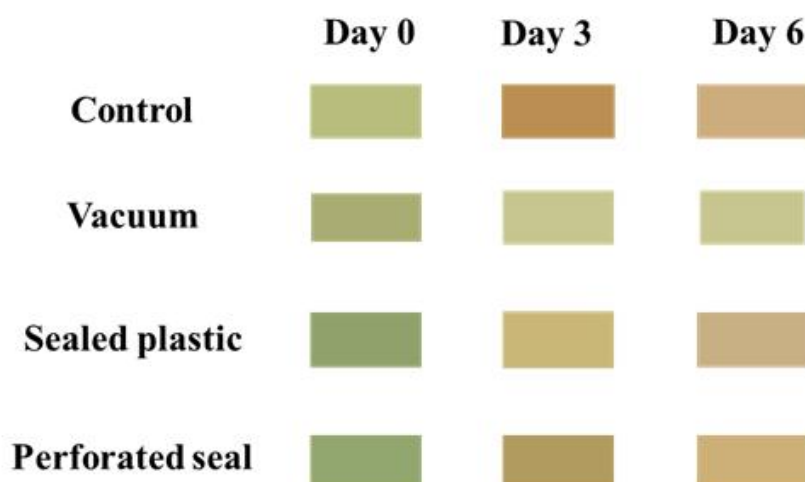 Day 0 Day 3 Day 6
Control
Vacuum
Sealed plastic
Perforated seal